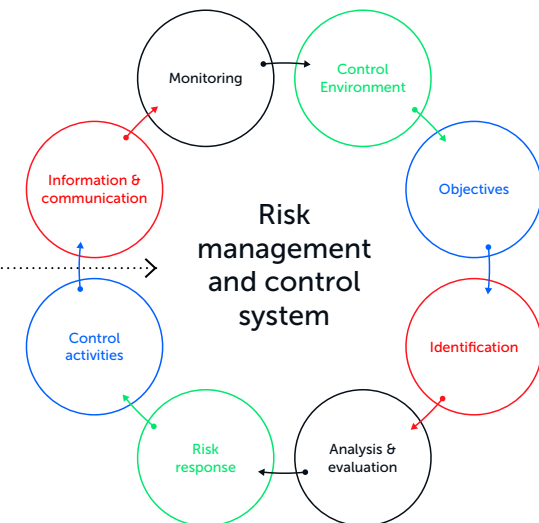 Monitoring
Control
Environment
Information &
communication
Objectives
Risk
management
and control
system
Control
activities
Identification
Risk
response
Analysis &
evaluation